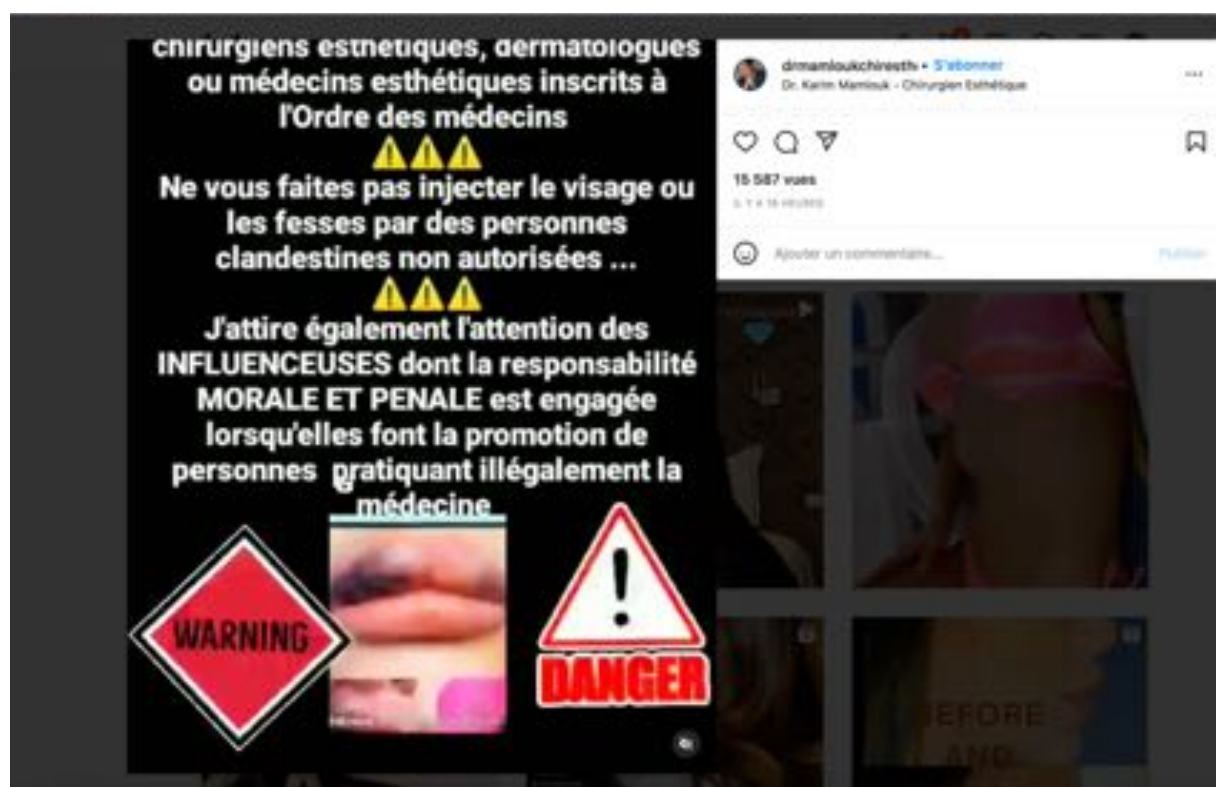 chirurgiens esthétiques, dermatologues
ou médecins esthétiques inscrits à
l'Ordre des médecins
Ne vous faites pas injecter le visage ou
les fesses par des personnes
clandestines non autorisées ...
J'attire également l'attention des
INFLUENCEUSES dont la responsabilité
MORALE ET PENALE est engagée
lorsqu'elles font la promotion de
personnes pratiquant illégalement la
médecine
WARNING
DANGER
drmamloukchiresth • S'abonner
Dr. Karim Mamlouk - Chirurgien Esthétique
15 587 vues
IL Y A 16 HEURES
Ajouter un commentaire...
Publier
BEFORE
AND